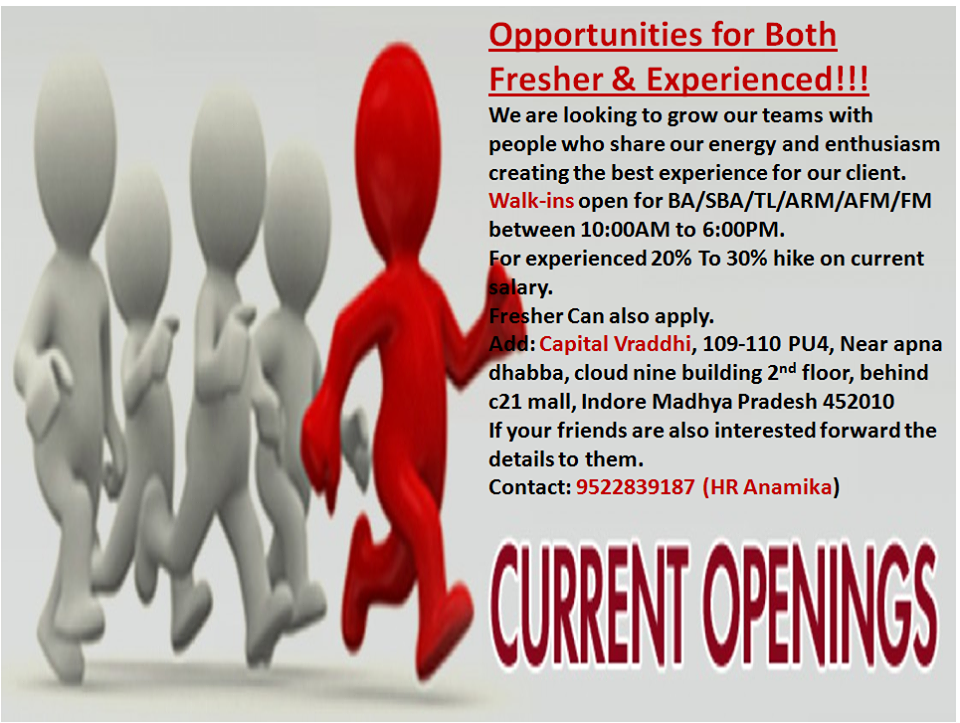 Opportunities for Both
Fresher & Experienced!!!
We are looking to grow our teams with
people who share our energy and enthusiasm
creating the best experience for our client.
Walk-ins open for BA/SBA/TL/ARM/AFM/FM
between 10:00AM to 6:00PM.
For experienced 20% To 30% hike on current
salary.
Fresher Can also apply.
Add: Capital Vraddhi, 109-110 PU4, Near apna
dhabba, cloud nine building 2nd floor, behind
c21 mall, Indore Madhya Pradesh 452010
If your friends are also interested forward the
details to them.
Contact: 9522839187 (HR Anamika)
CURRENT OPENINGS